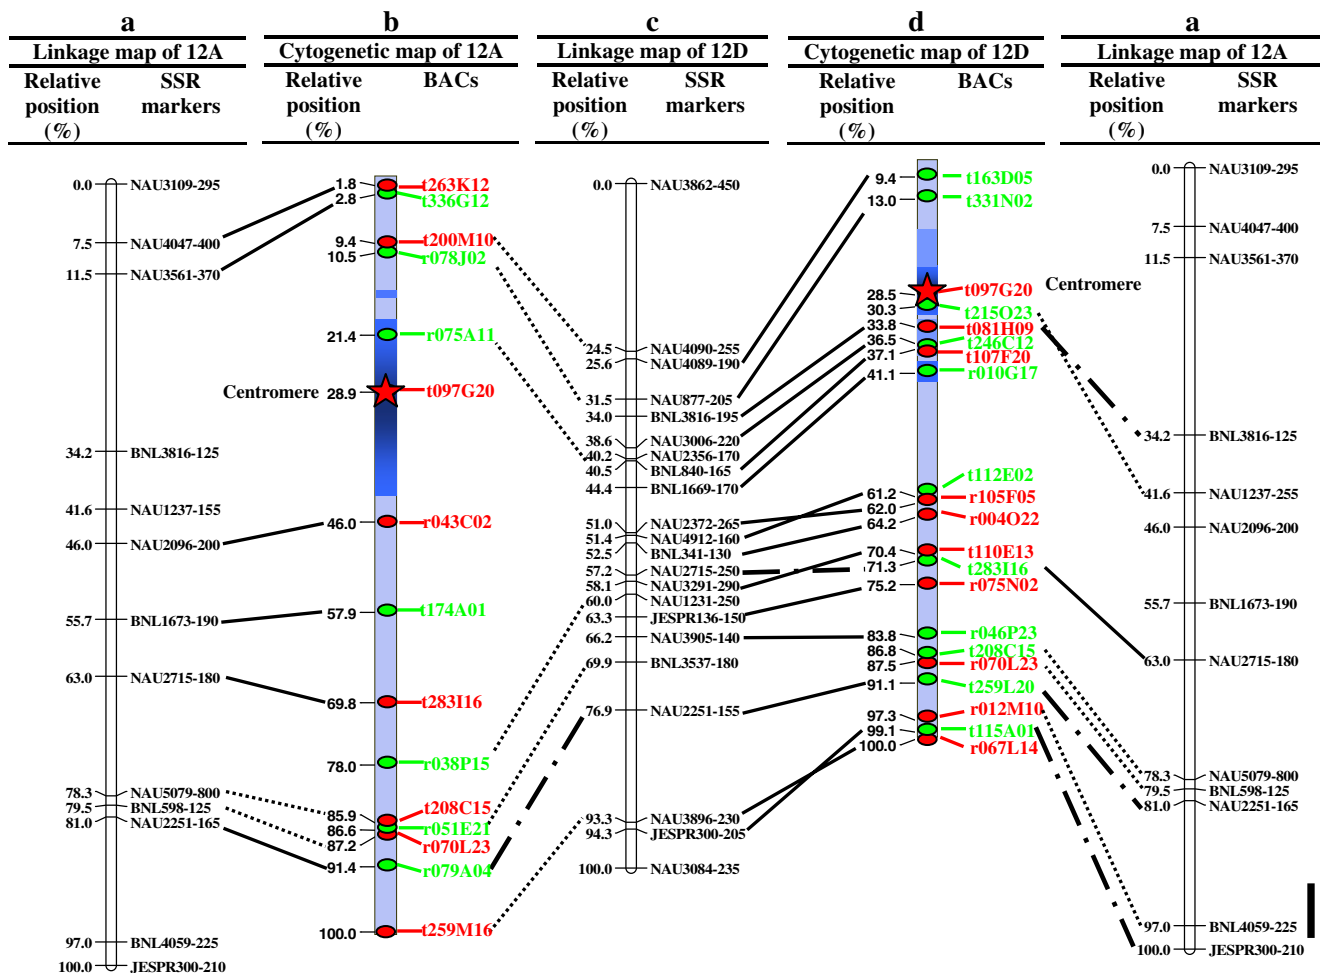 a
Linkage map of 12A
Relative position (%)
SSR markers
0.0 NAU3109-295
7.5 NAU4047-400
11.5 NAU3561-370
34.2 BNL3816-125
41.6 NAU1237-155
46.0 NAU2096-200
55.7 BNL1673-190
63.0 NAU2715-180
78.3 NAU5079-800
79.5 BNL598-125
81.0 NAU2251-165
97.0 BNL4059-225
100.0 JESPR300-210
b
Cytogenetic map of 12A
Relative position (%)
BACs
1.8 t263K12
2.8 t336G12
9.4 t200M10
10.5 r078J02
21.4 r075A11
Centromere 28.9 t097G20
46.0 r043C02
57.9 t174A01
69.8 t283I16
78.0 r038P15
85.9 t208C15
86.6 r051E21
87.2 r070L23
91.4 r079A04
100.0 t259M16
c
Linkage map of 12D
Relative position (%)
SSR markers
0.0 NAU3862-450
24.5 NAU4090-255
25.6 NAU4089-190
31.5 NAU877-205
34.0 BNL3816-195
38.6 NAU3006-220
40.2 NAU2356-170
40.5 BNL840-165
44.4 BNL1669-170
51.0 NAU2372-265
51.4 NAU4912-160
52.5 BNL341-130
57.2 NAU2715-250
58.1 NAU3291-290
60.0 NAU1231-250
63.3 JESPR136-150
66.2 NAU3905-140
69.9 BNL3537-180
76.9 NAU2251-155
93.3 NAU3896-230
94.3 JESPR300-205
100.0 NAU3084-235
d
Cytogenetic map of 12D
Relative position (%)
BACs
9.4 t163D05
13.0 t331N02
28.5 t097G20 Centromere
30.3 t215O23
33.8 t081H09
36.5 t246C12
37.1 t107F20
41.1 r010G17
61.2 t112E02
62.0 r105F05
64.2 r004O22
70.4 t110E13
71.3 t283I16
75.2 r075N02
83.8 r046P23
86.8 t208C15
87.5 r070L23
91.1 t259L20
97.3 r012M10
99.1 t115A01
100.0 r067L14
a
Linkage map of 12A
Relative position (%)
SSR markers
0.0 NAU3109-295
7.5 NAU4047-400
11.5 NAU3561-370
34.2 BNL3816-125
41.6 NAU1237-255
46.0 NAU2096-200
55.7 BNL1673-190
63.0 NAU2715-180
78.3 NAU5079-800
79.5 BNL598-125
81.0 NAU2251-165
97.0 BNL4059-225
100.0 JESPR300-210